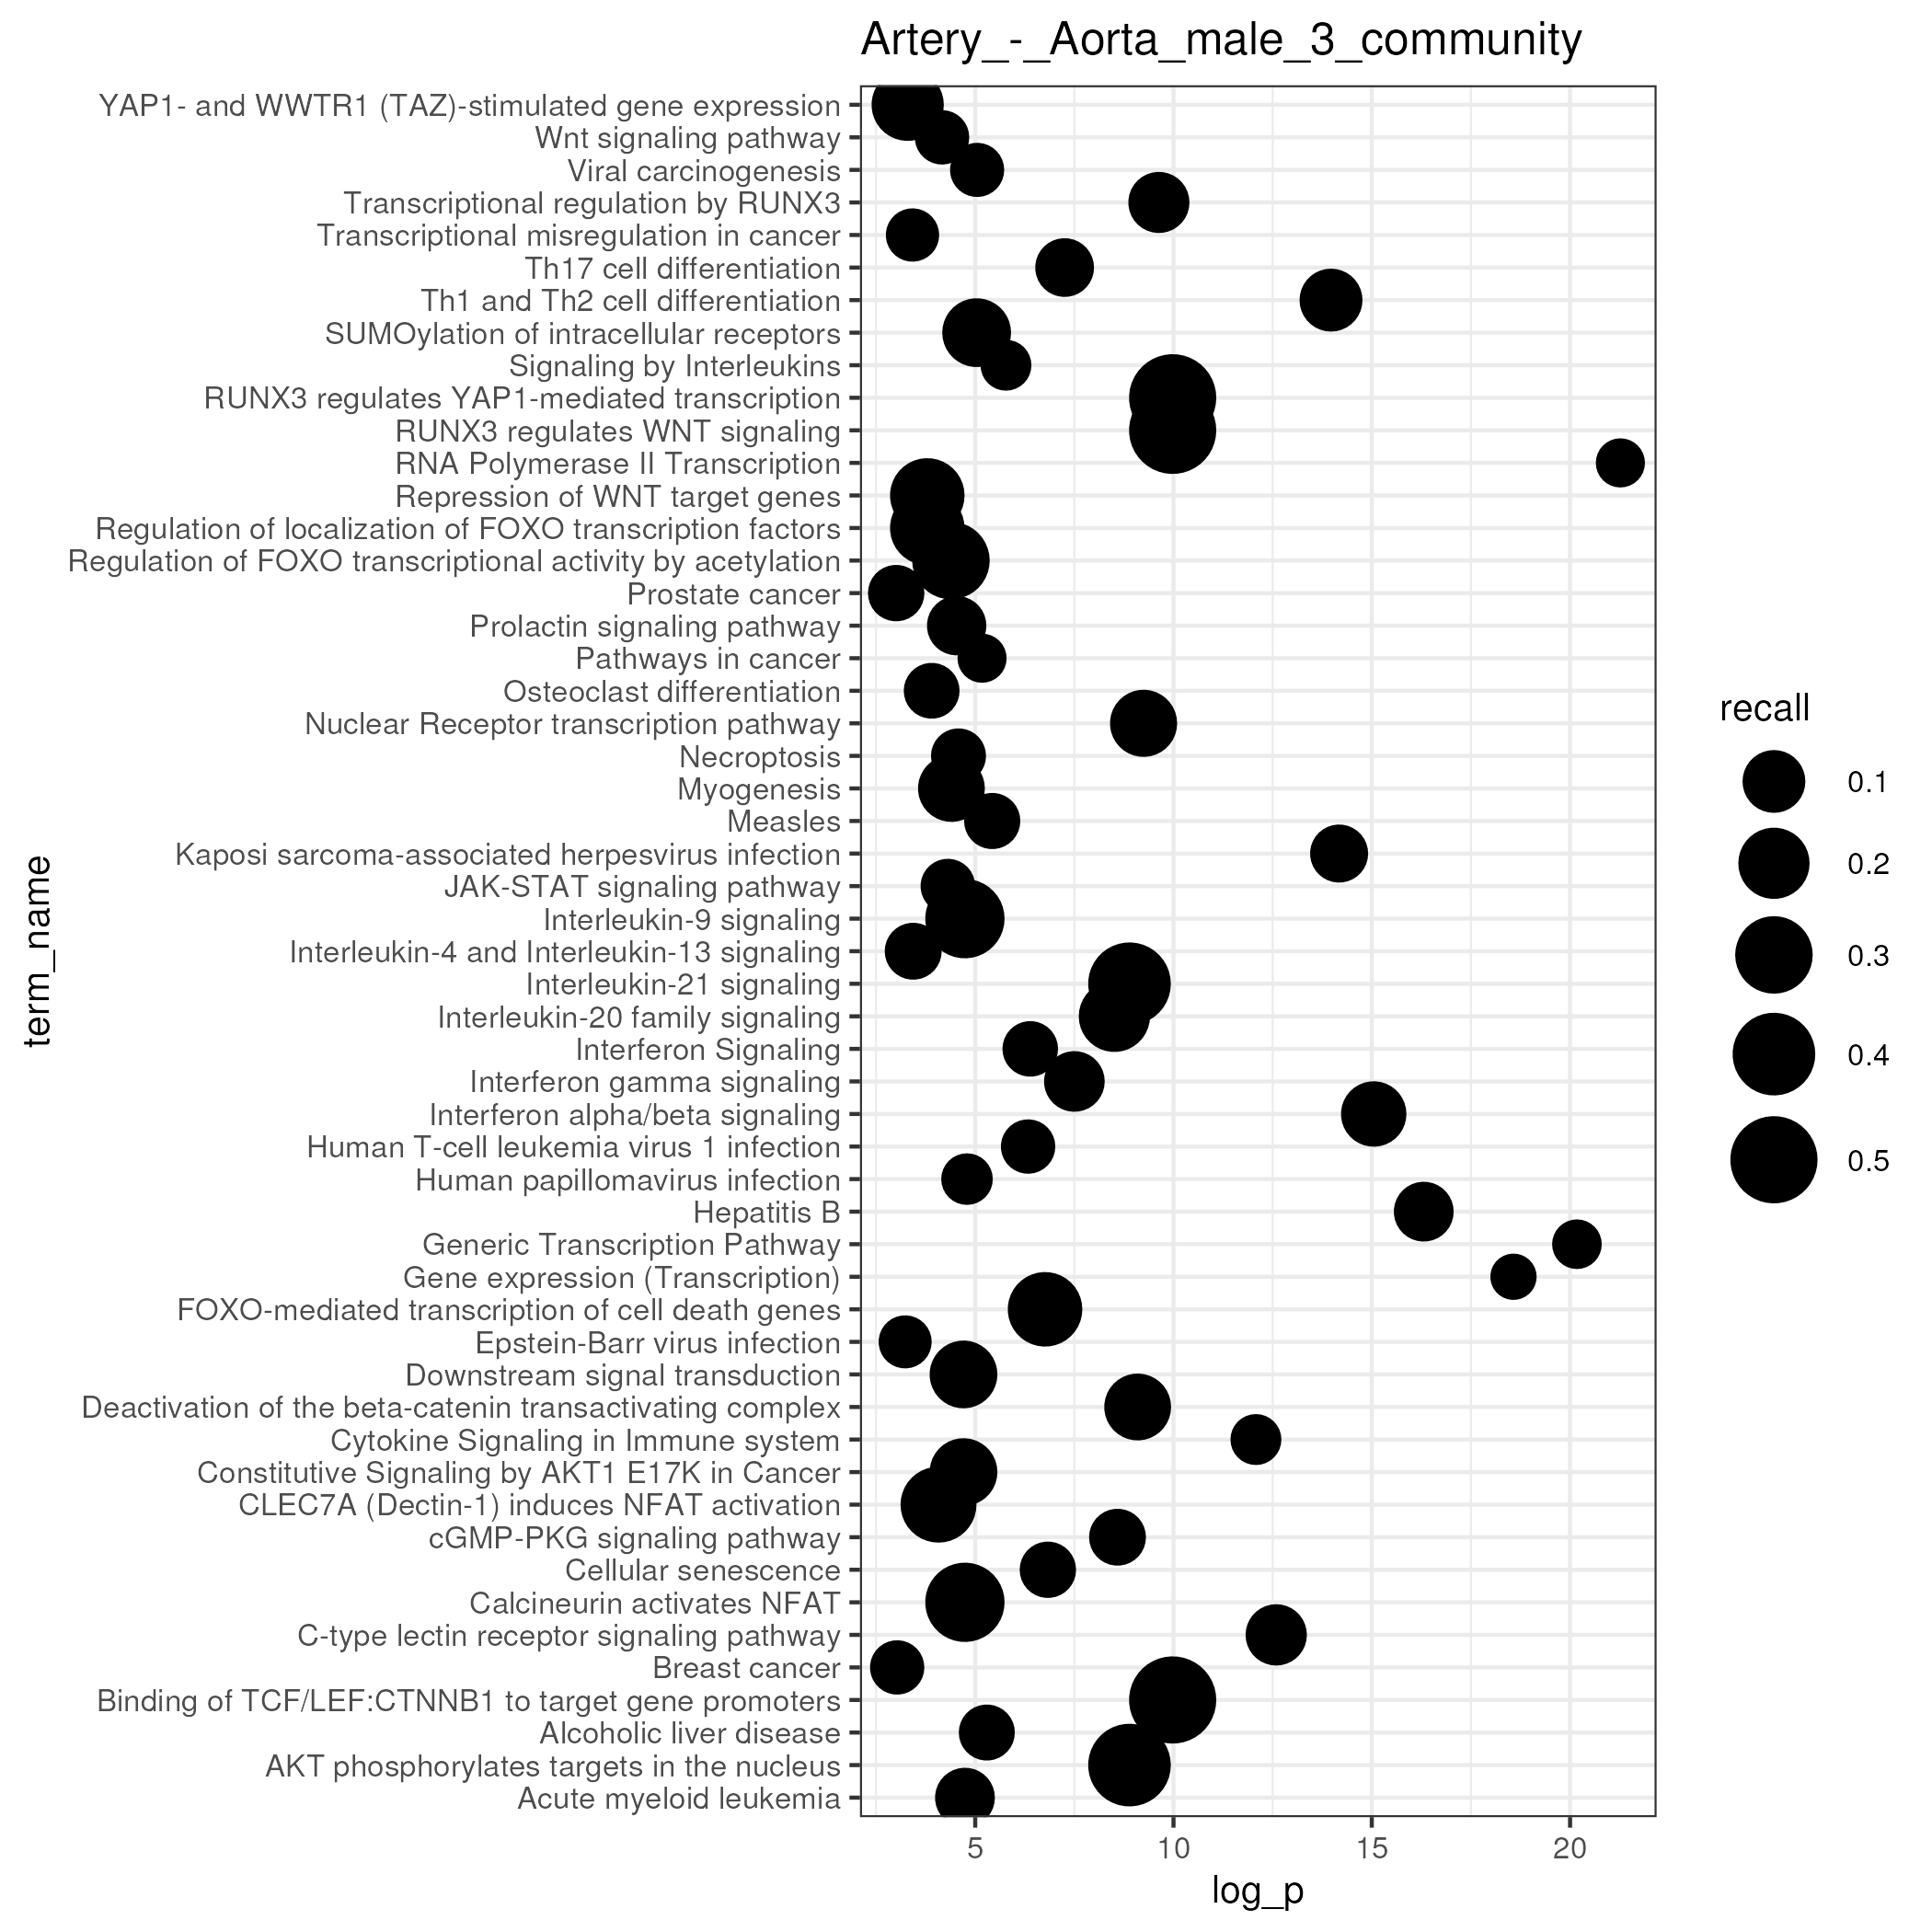 Artery_-_Aorta_male_3_community
YAP1- and WWTR1 (TAZ)-stimulated gene expression
Wnt signaling pathway
Viral carcinogenesis
Transcriptional regulation by RUNX3
Transcriptional misregulation in cancer
Th17 cell differentiation
Th1 and Th2 cell differentiation
SUMOylation of intracellular receptors
Signaling by Interleukins
RUNX3 regulates YAP1-mediated transcription
RUNX3 regulates WNT signaling
RNA Polymerase II Transcription
Repression of WNT target genes
Regulation of localization of FOXO transcription factors
Regulation of FOXO transcriptional activity by acetylation
Prostate cancer
Prolactin signaling pathway
Pathways in cancer
Osteoclast differentiation
Nuclear Receptor transcription pathway
Necroptosis
Myogenesis
Measles
Kaposi sarcoma-associated herpesvirus infection
JAK-STAT signaling pathway
Interleukin-9 signaling
Interleukin-4 and Interleukin-13 signaling
Interleukin-21 signaling
Interleukin-20 family signaling
Interferon Signaling
Interferon gamma signaling
Interferon alpha/beta signaling
Human T-cell leukemia virus 1 infection
Human papillomavirus infection
Hepatitis B
Generic Transcription Pathway
Gene expression (Transcription)
FOXO-mediated transcription of cell death genes
Epstein-Barr virus infection
Downstream signal transduction
Deactivation of the beta-catenin transactivating complex
Cytokine Signaling in Immune system
Constitutive Signaling by AKT1 E17K in Cancer
CLEC7A (Dectin-1) induces NFAT activation
cGMP-PKG signaling pathway
Cellular senescence
Calcineurin activates NFAT
C-type lectin receptor signaling pathway
Breast cancer
Binding of TCF/LEF:CTNNB1 to target gene promoters
Alcoholic liver disease
AKT phosphorylates targets in the nucleus
Acute myeloid leukemia
term_name
5 10 15 20
log_p
recall
0.1
0.2
0.3
0.4
0.5